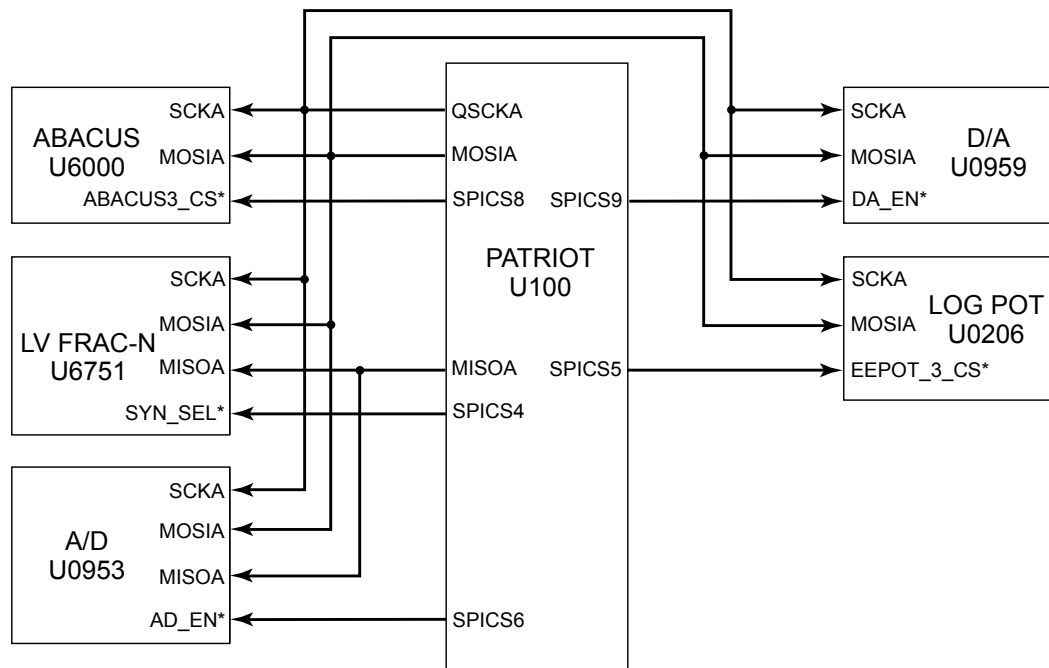 SCKA
ABACUS
U6000
MOSIA
ABACUS3_CS*
SCKA
MOSIA
LV FRAC-N
U6751
MISOA
SYN_SEL*
SCKA
MOSIA
A/D
U0953
MISOA
AD_EN*
QSCKA
MOSIA
SPICS8
SPICS9
PATRIOT
U100
MISOA
SPICS5
SPICS4
SPICS6
SCKA
D/A
U0959
MOSIA
DA_EN*
SCKA
LOG POT
U0206
MOSIA
EEPOT_3_CS*